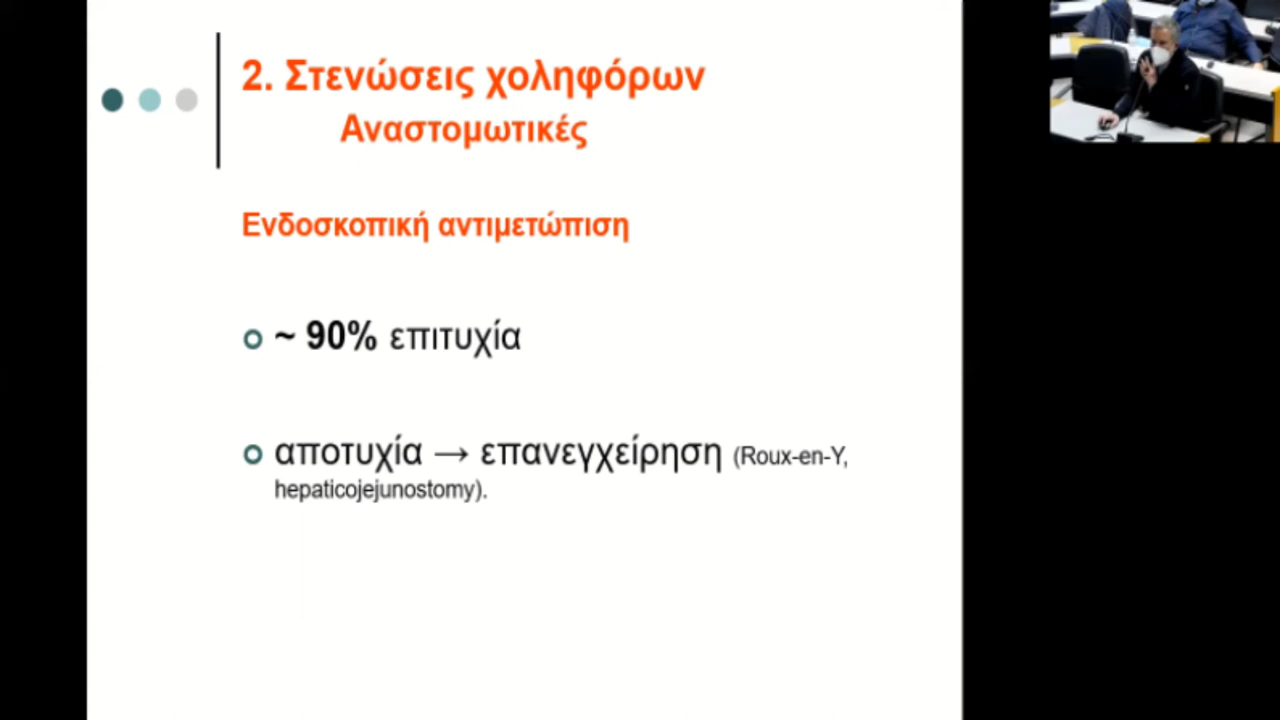 2. Στενώσεις χοληφόρων
Αναστομωτικές
Ενδοσκοπική αντιμετώπιση
~ 90% επιτυχία
αποτυχία → επανεγχείρηση (Roux-en-Y,
hepaticojejunostomy).